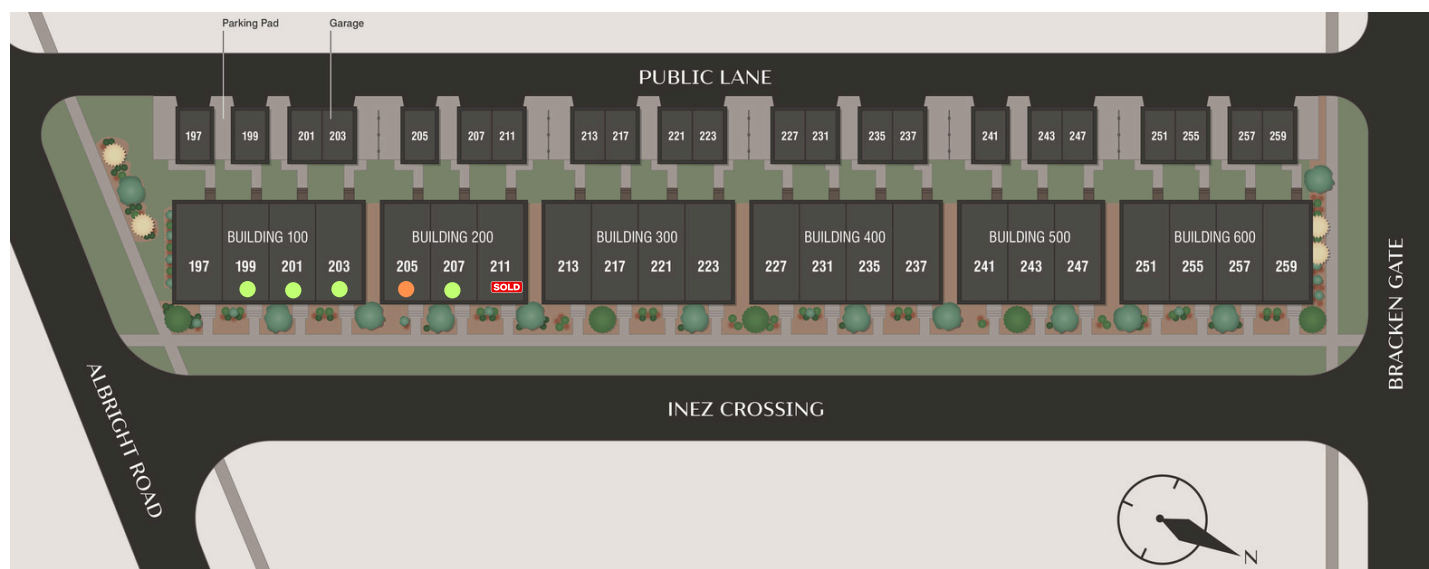 Parking Pad
Garage
PUBLIC LANE
197 199 201 203 205 207 211 213 217 221 223 227 231 235 237 241 243 247 251 255 257 259
BUILDING 100 BUILDING 200 BUILDING 300 BUILDING 400 BUILDING 500 BUILDING 600
197 199 201 203 205 207 211 213 217 221 223 227 231 235 237 241 243 247 251 255 257 259
SOLD
BRACKEN GATE
ALBRIGHT ROAD
INEZ CROSSING
N